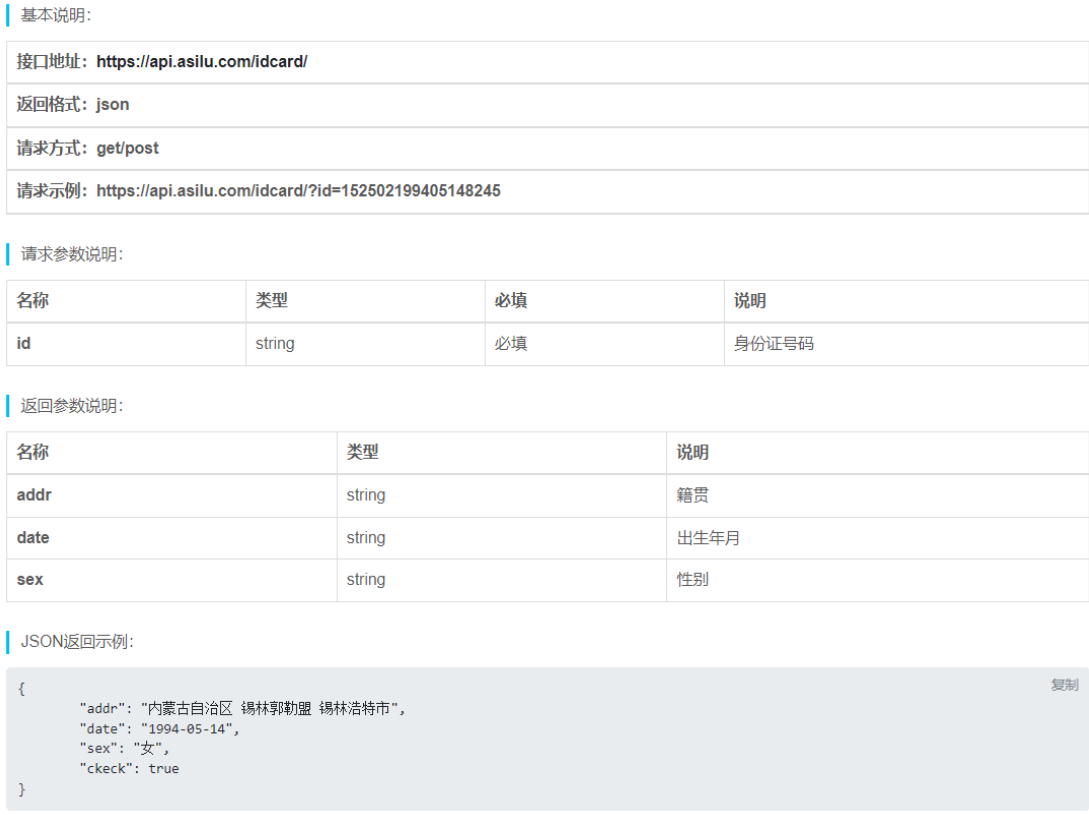 基本说明：
接口地址：https://api.asilu.com/idcard/
返回格式：json
请求方式：get/post
请求示例：https://api.asilu.com/idcard/?id=152502199405148245
请求参数说明：
名称 类型 必填 说明
id string 必填 身份证号码
返回参数说明：
名称 类型 说明
addr string 籍贯
date string 出生年月
sex string 性别
JSON返回示例：
复制
{
"addr": "内蒙古自治区 锡林郭勒盟 锡林浩特市",
"date": "1994-05-14",
"sex": "女",
"ckeck": true
}